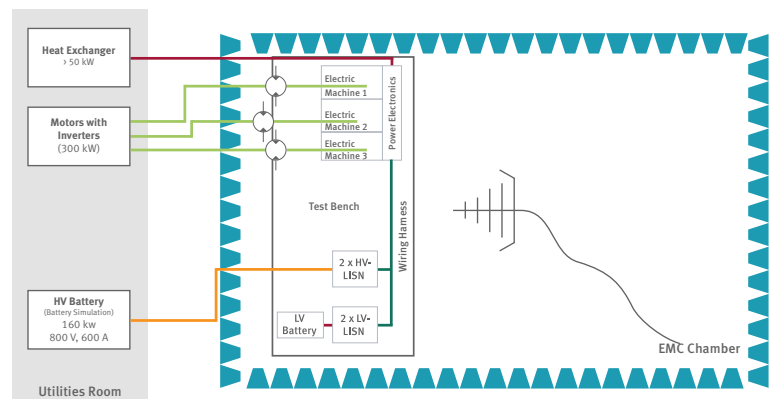 Heat Exchanger
> 50 kW
Motors with
Inverters
(300 kW)
HV Battery
(Battery Simulation)
160 kw
800 V, 600 A
Utilities Room
Electric
Machine 1
Electric
Machine 2
Electric
Machine 3
Power Electronics
Test Bench
Wiring Harness
2 x HV-
LISN
LV
Battery
2 x LV-
LISN
EMC Chamber